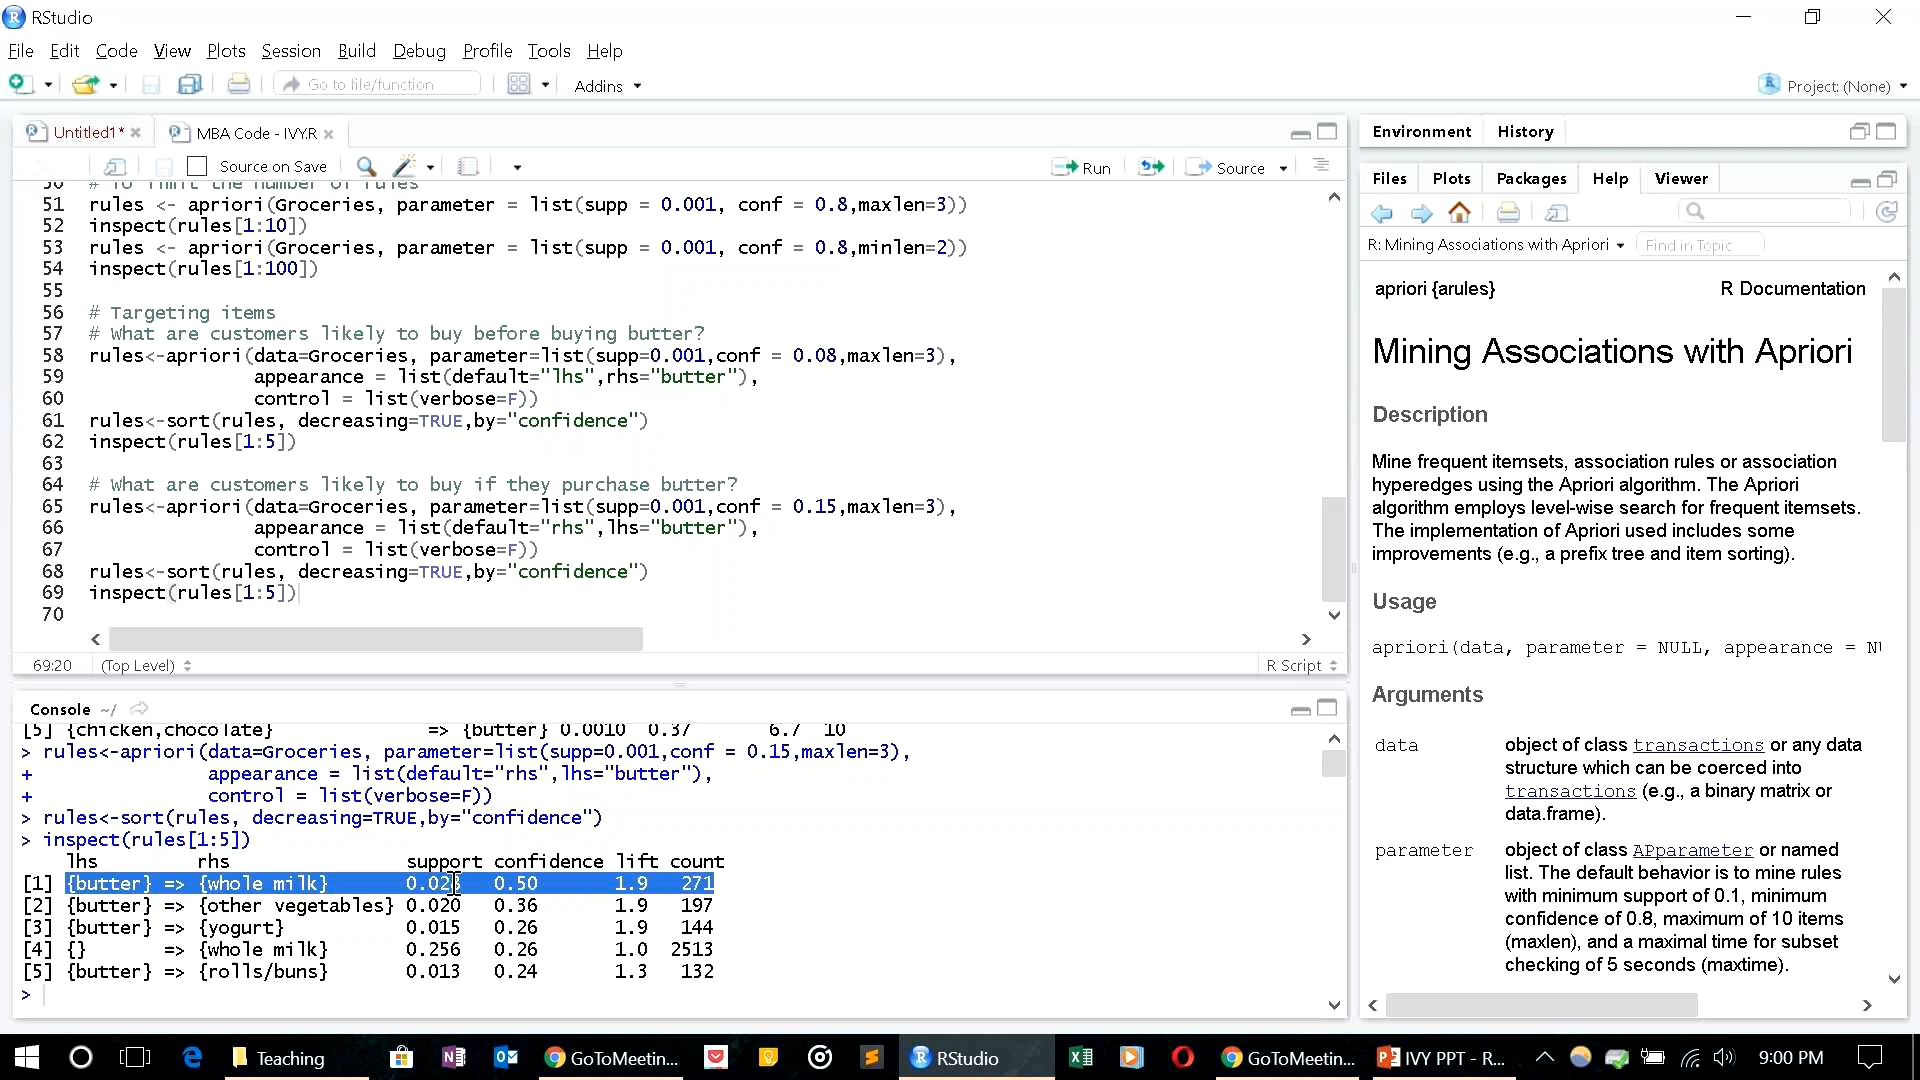 RStudio
File Edit Code View Plots Session Build Debug Profile Tools Help
Go to file/function Addins Project: (None)
Untitled1* MBA Code - IVY.R
Source on Save Run Source
50 # To limit the number of rules
51 rules <- apriori(Groceries, parameter = list(supp = 0.001, conf = 0.8,maxlen=3))
52 inspect(rules[1:10])
53 rules <- apriori(Groceries, parameter = list(supp = 0.001, conf = 0.8,minlen=2))
54 inspect(rules[1:100])
55
56 # Targeting items
57 # What are customers likely to buy before buying butter?
58 rules<-apriori(data=Groceries, parameter=list(supp=0.001,conf = 0.08,maxlen=3),
59 appearance = list(default="lhs",rhs="butter"),
60 control = list(verbose=F))
61 rules<-sort(rules, decreasing=TRUE,by="confidence")
62 inspect(rules[1:5])
63
64 # What are customers likely to buy if they purchase butter?
65 rules<-apriori(data=Groceries, parameter=list(supp=0.001,conf = 0.15,maxlen=3),
66 appearance = list(default="rhs",lhs="butter"),
67 control = list(verbose=F))
68 rules<-sort(rules, decreasing=TRUE,by="confidence")
69 inspect(rules[1:5])
70
69:20 (Top Level) R Script
Console ~/
[5] {chicken,chocolate} => {butter} 0.0010 0.37 6.7 10
> rules<-apriori(data=Groceries, parameter=list(supp=0.001,conf = 0.15,maxlen=3),
+ appearance = list(default="rhs",lhs="butter"),
+ control = list(verbose=F))
> rules<-sort(rules, decreasing=TRUE,by="confidence")
> inspect(rules[1:5])
lhs rhs support confidence lift count
[1] {butter} => {whole milk} 0.028 0.50 1.9 271
[2] {butter} => {other vegetables} 0.020 0.36 1.9 197
[3] {butter} => {yogurt} 0.015 0.26 1.9 144
[4] {} => {whole milk} 0.256 0.26 1.0 2513
[5] {butter} => {rolls/buns} 0.013 0.24 1.3 132
>
Environment History
Files Plots Packages Help Viewer
R: Mining Associations with Apriori Find in Topic
apriori {arules} R Documentation
Mining Associations with Apriori
Description
Mine frequent itemsets, association rules or association
hyperedges using the Apriori algorithm. The Apriori
algorithm employs level-wise search for frequent itemsets.
The implementation of Apriori used includes some
improvements (e.g., a prefix tree and item sorting).
Usage
apriori(data, parameter = NULL, appearance =
Arguments
data object of class transactions or any data
structure which can be coerced into
transactions (e.g., a binary matrix or
data.frame).
parameter object of class APparameter or named
list. The default behavior is to mine rules
with minimum support of 0.1, minimum
confidence of 0.8, maximum of 10 items
(maxlen), and a maximal time for subset
checking of 5 seconds (maxtime).
Teaching GoToMeetin... RStudio GoToMeetin... IVY PPT - R... 9:00 PM